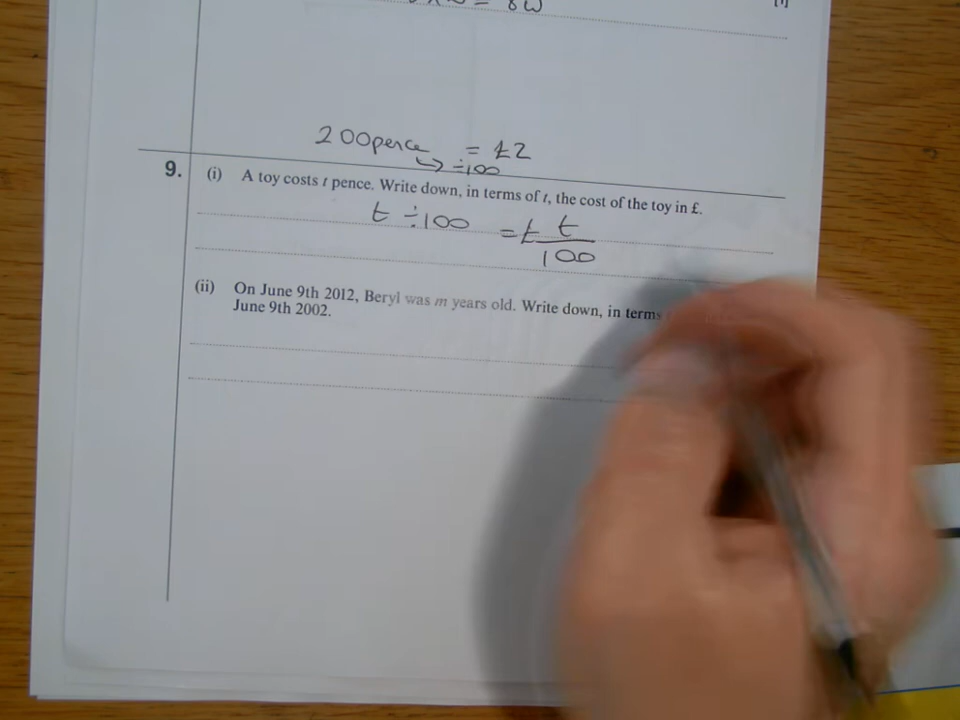 = 8W
200pence = £2
↳ ÷100
9. (i) A toy costs t pence. Write down, in terms of t, the cost of the toy in £.
t ÷100 = £ t/100
(ii) On June 9th 2012, Beryl was m years old. Write down, in terms
June 9th 2002.